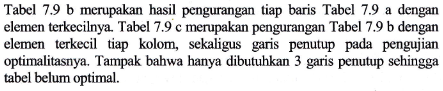 Tabel 7.9 b merupakan hasil pengurangan tiap baris Tabel 7.9 a dengan
elemen terkecilnya. Tabel 7.9 c merupakan pengurangan Tabel 7.9 b dengan
elemen terkecil tiap kolom, sekaligus garis penutup pada pengujian
optimalitasnya. Tampak bahwa hanya dibutuhkan 3 garis penutup sehingga
tabel belum optimal.